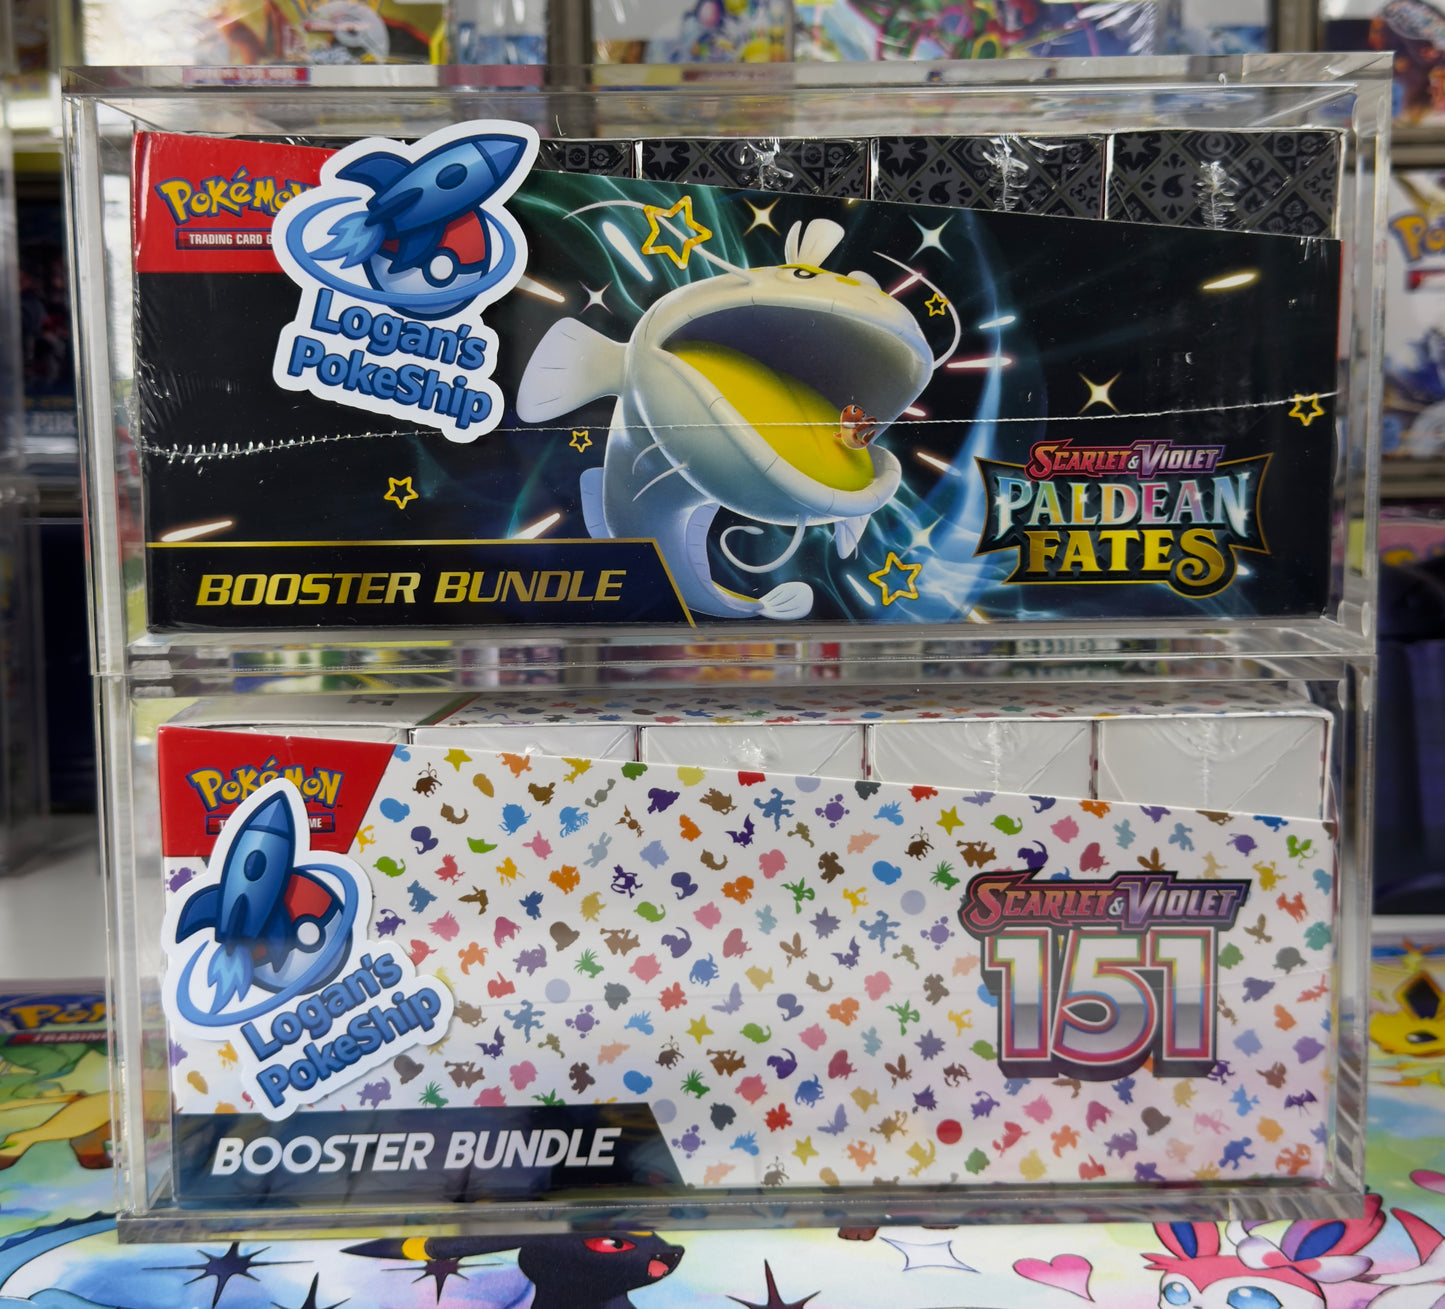 POKéMON
TRADING CARD G
Logan's
PokeShip
SCARLET & VIOLET
PALDEAN
FATES
BOOSTER BUNDLE
POKéMON
ME
Logan's
PokeShip
SCARLET & VIOLET
151
BOOSTER BUNDLE